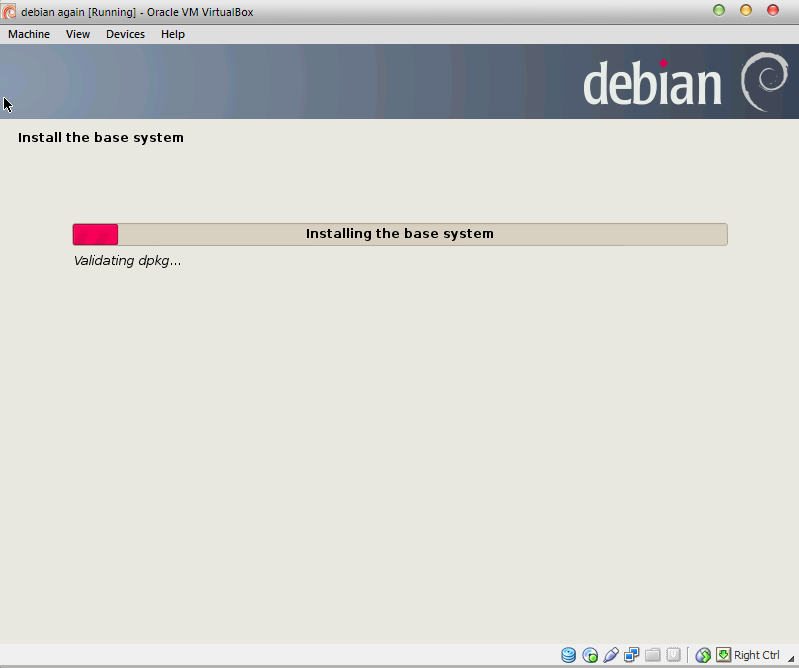 debian again [Running] - Oracle VM VirtualBox
Machine View Devices Help
debian
Install the base system
Installing the base system
Validating dpkg...
Right Ctrl